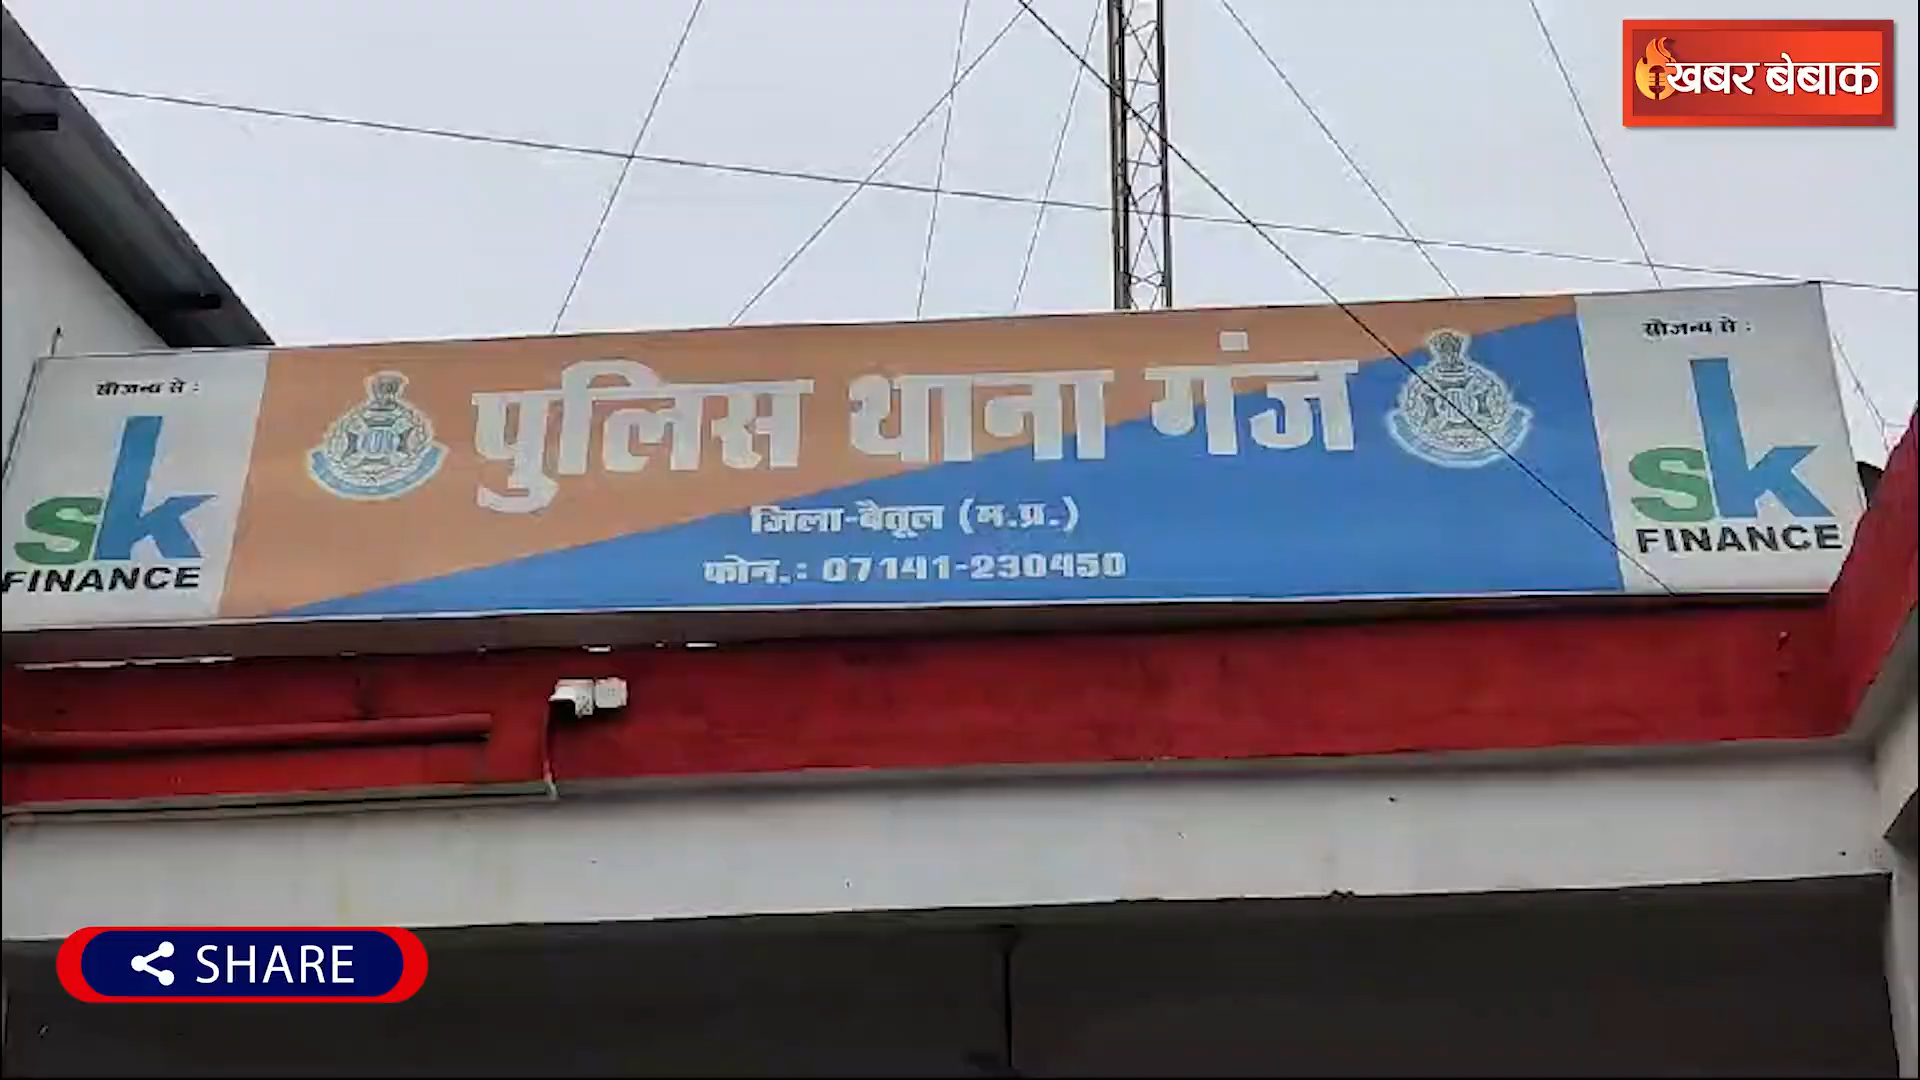 खबर बेबाक
सौजन्य से :
sk
FINANCE
पुलिस थाना गंज
जिला-बैतूल (म.प्र.)
फोन.: 07141-230450
सौजन्य से :
sk
FINANCE
SHARE